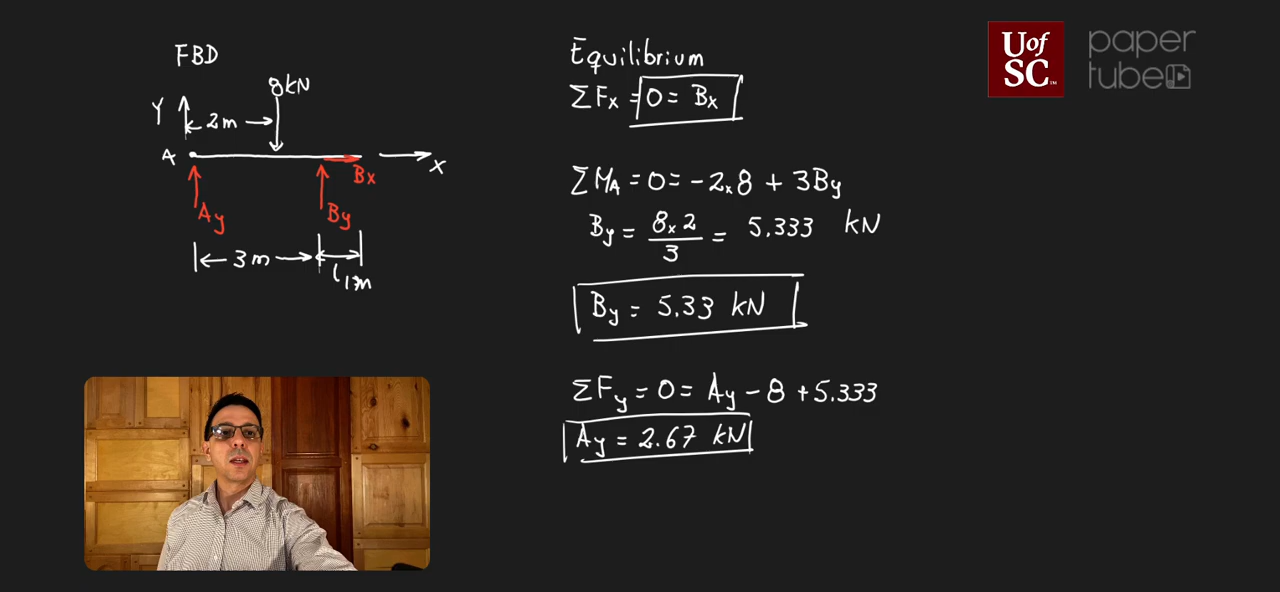 FBD
8kN
Y
2m
A
X
Bx
Ay
By
3m
1m
Equilibrium
ΣFx = 0 = Bx
ΣMA = 0 = -2x8 + 3By
By = 8x2 / 3 = 5.333 kN
By = 5.33 kN
ΣFy = 0 = Ay - 8 + 5.333
Ay = 2.67 kN
U of SC™
paper
tube